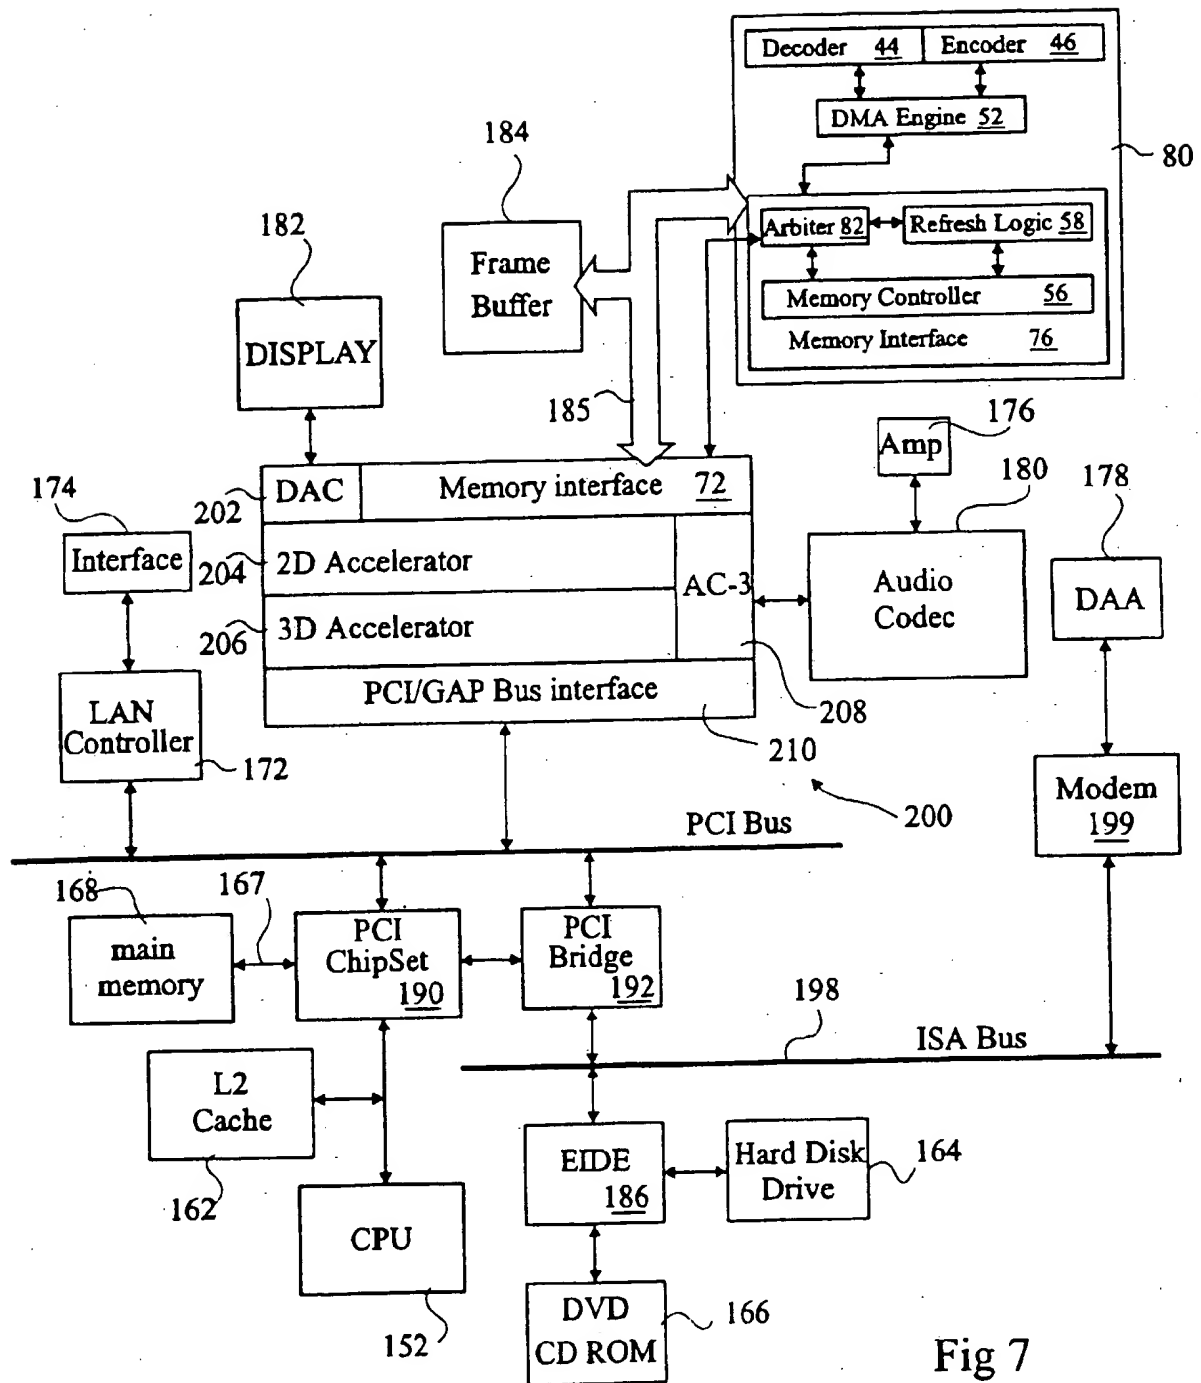 Decoder 44 Encoder 46
DMA Engine 52
80
184
182
Arbiter 82 Refresh Logic 58
Frame
Buffer
Memory Controller 56
Memory Interface 76
DISPLAY
185
176
Amp
180
178
174
202
DAC Memory interface 72
Interface
204
2D Accelerator
AC-3
Audio
Codec
DAA
206
3D Accelerator
PCI/GAP Bus interface
208
LAN
Controller
172
210
200
Modem
199
PCI Bus
168
167
main
memory
PCI
ChipSet
190
PCI
Bridge
192
198
ISA Bus
L2
Cache
162
EIDE
186
Hard Disk
Drive
164
CPU
152
DVD
CD ROM
166
Fig 7